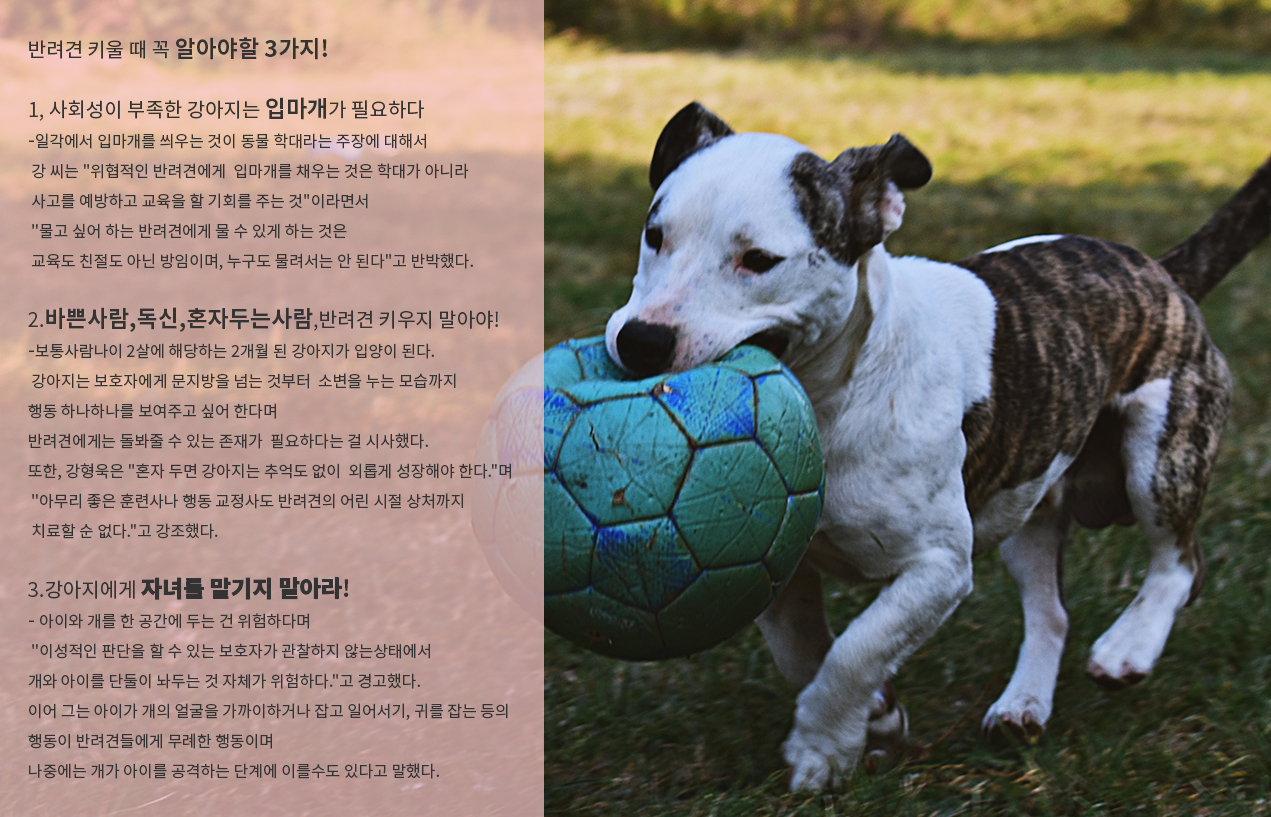 반려견 키울 때 꼭 알아야할 3가지!
1, 사회성이 부족한 강아지는 입마개가 필요하다
-일각에서 입마개를 씌우는 것이 동물 학대라는 주장에 대해서
강 씨는 "위협적인 반려견에게 입마개를 채우는 것은 학대가 아니라
사고를 예방하고 교육을 할 기회를 주는 것"이라면서
"물고 싶어 하는 반려견에게 물 수 있게 하는 것은
교육도 친절도 아닌 방임이며, 누구도 물려서는 안 된다"고 반박했다.
2.바쁜사람,독신,혼자두는사람,반려견 키우지 말아야!
-보통사람나이 2살에 해당하는 2개월 된 강아지가 입양이 된다.
강아지는 보호자에게 문지방을 넘는 것부터 소변을 누는 모습까지
행동 하나하나를 보여주고 싶어 한다며
반려견에게는 돌봐줄 수 있는 존재가 필요하다는 걸 시사했다.
또한, 강형욱은 "혼자 두면 강아지는 추억도 없이 외롭게 성장해야 한다."며
"아무리 좋은 훈련사나 행동 교정사도 반려견의 어린 시절 상처까지
치료할 순 없다."고 강조했다.
3.강아지에게 자녀를 맡기지 말아라!
- 아이와 개를 한 공간에 두는 건 위험하다며
"이성적인 판단을 할 수 있는 보호자가 관찰하지 않는상태에서
개와 아이를 단둘이 놔두는 것 자체가 위험하다."고 경고했다.
이어 그는 아이가 개의 얼굴을 가까이하거나 잡고 일어서기, 귀를 잡는 등의
행동이 반려견들에게 무례한 행동이며
나중에는 개가 아이를 공격하는 단계에 이를수도 있다고 말했다.